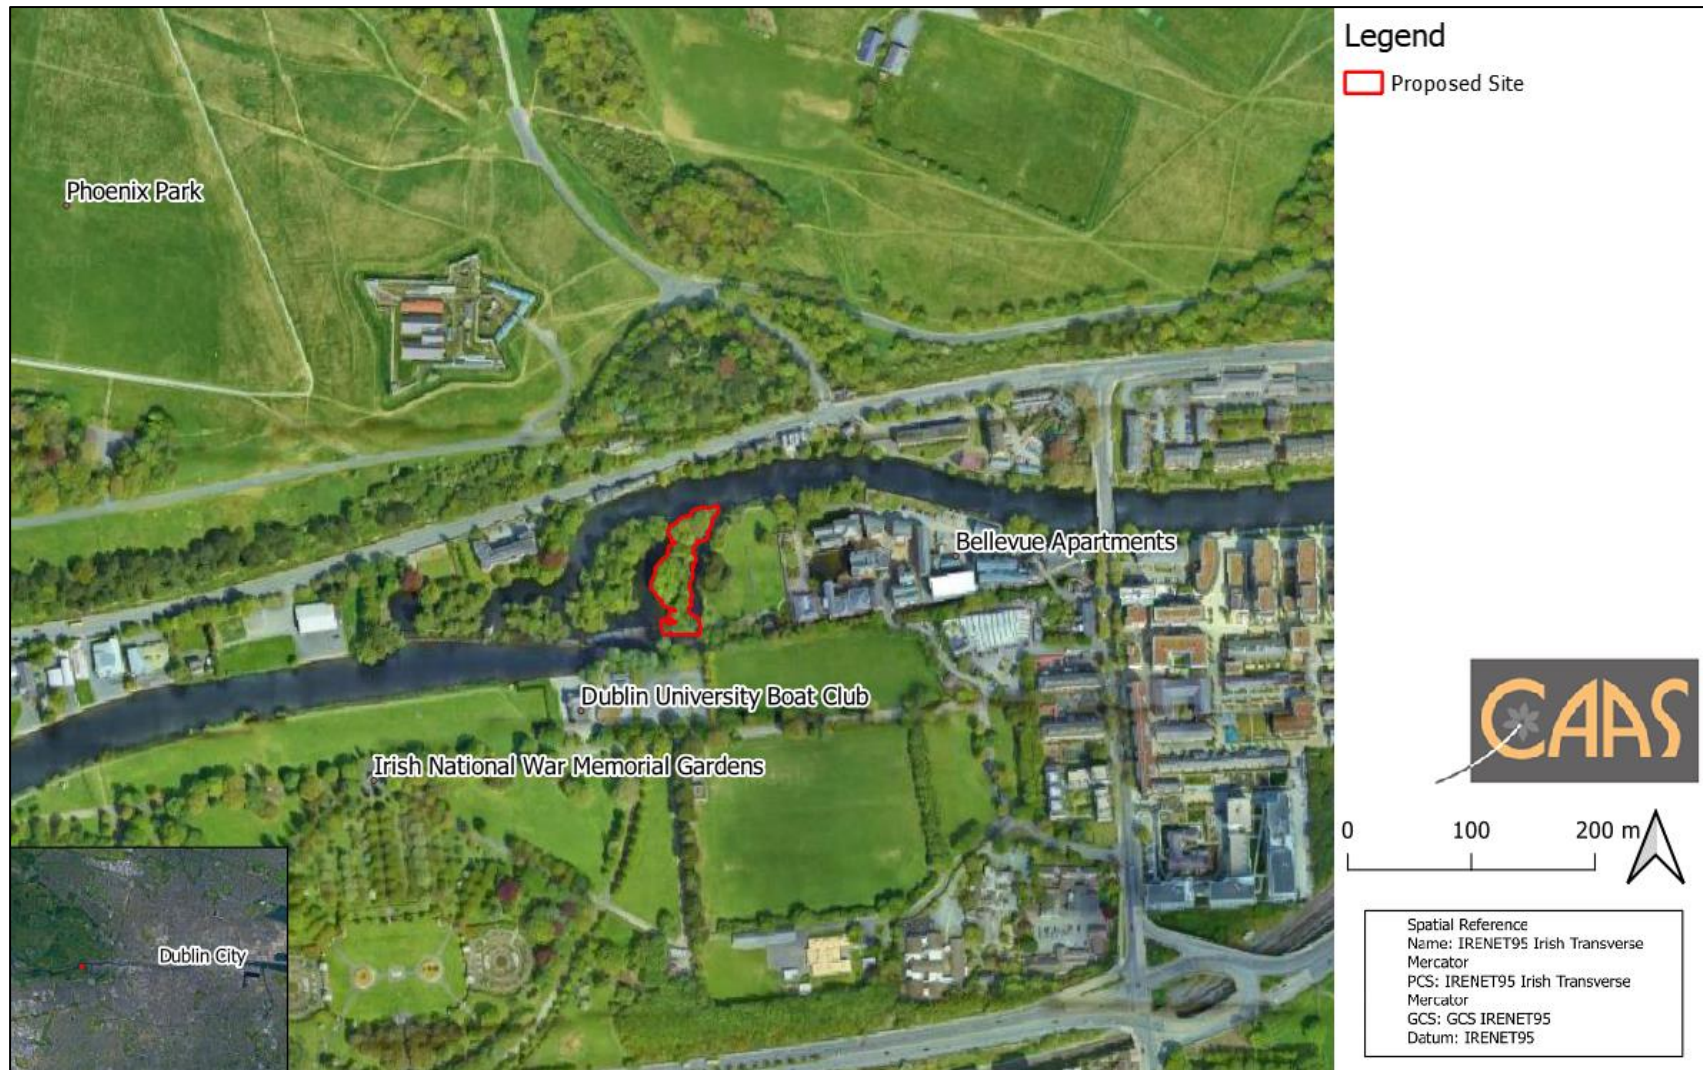 Legend
Proposed Site
Phoenix Park
Bellevue Apartments
Dublin University Boat Club
Irish National War Memorial Gardens
Dublin City
CAAS
0 100 200 m
Spatial Reference
Name: IRENET95 Irish Transverse
Mercator
PCS: IRENET95 Irish Transverse
Mercator
GCS: GCS IRENET95
Datum: IRENET95